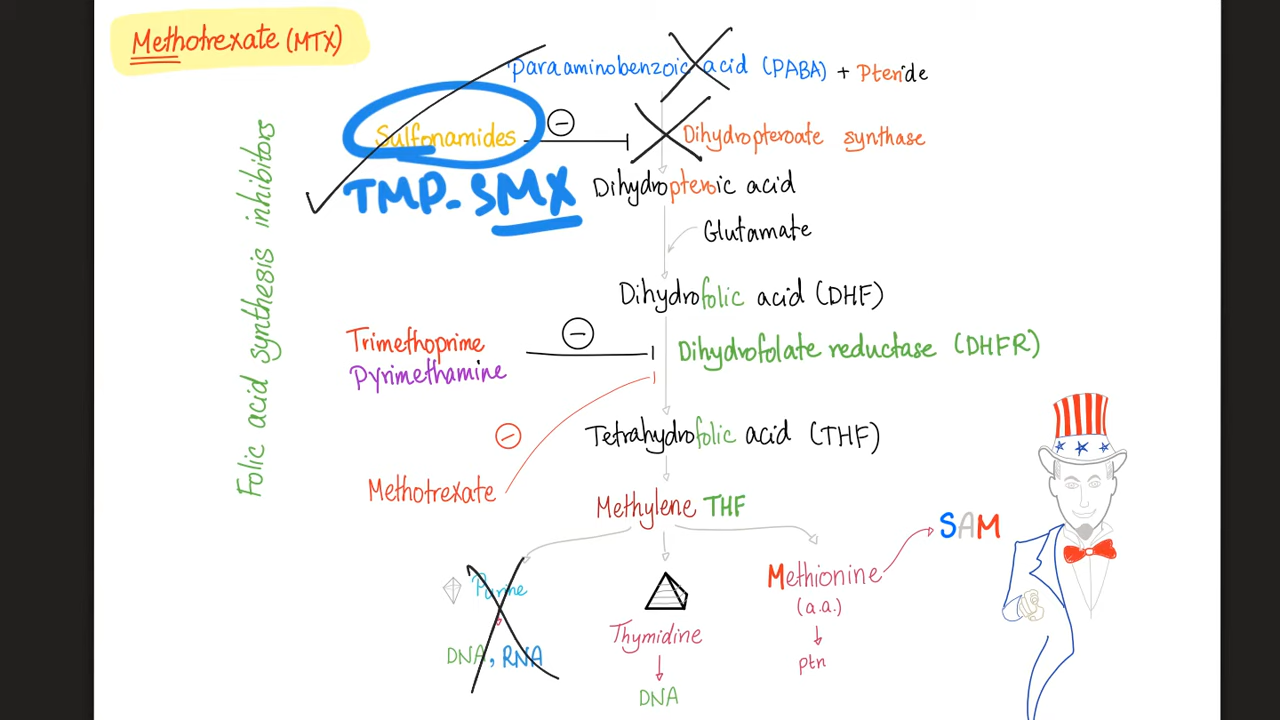 Methotrexate (MTX)
Paraaminobenzoic acid (PABA) + Pteride
Sulfonamides
Dihydropteroate synthase
TMP-SMX
Dihydropteroic acid
Glutamate
Folic acid synthesis inhibitors
Dihydrofolic acid (DHF)
Trimethoprime
Pyrimethamine
Dihydrofolate reductase (DHFR)
Tetrahydrofolic acid (THF)
Methotrexate
Methylene THF
SAM
Purine
DNA, RNA
Thymidine
DNA
Methionine
(a.a.)
ptn